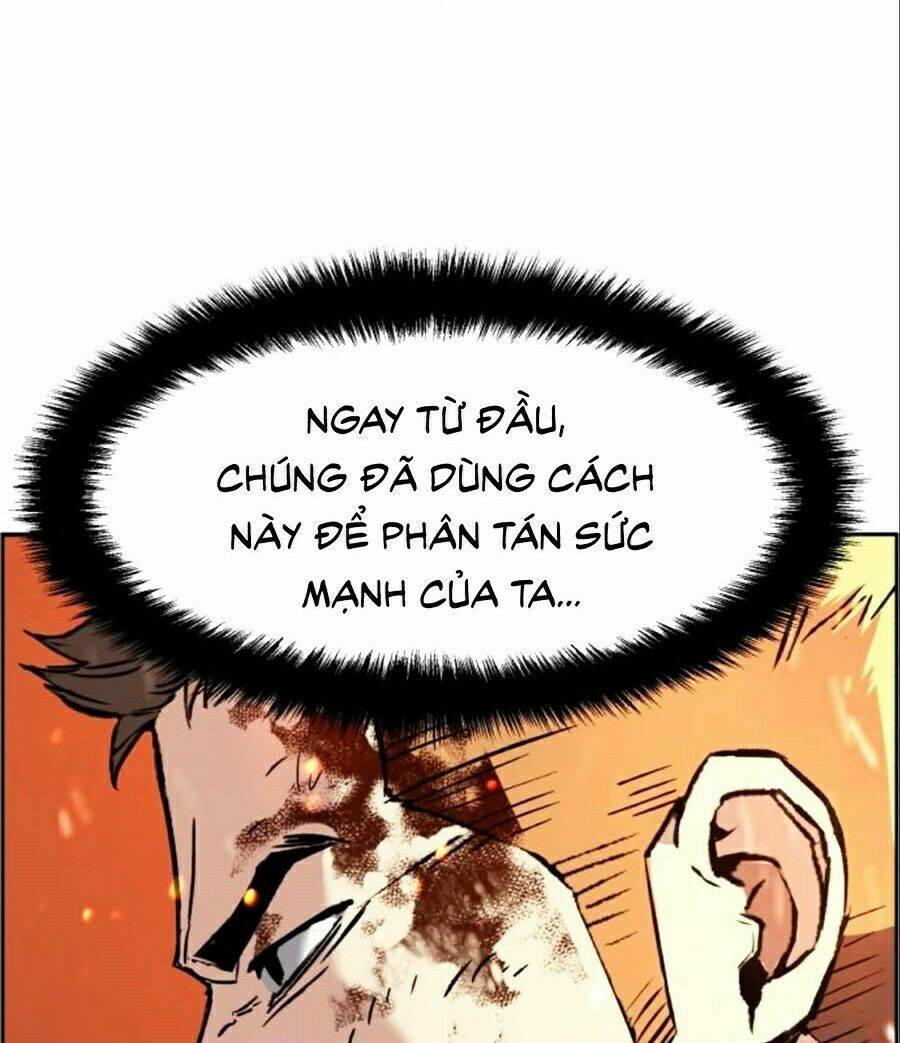 NGAY TỪ ĐẦU,
CHÚNG ĐÃ DÙNG CÁCH
NÀY ĐỂ PHÂN TÁN SỨC
MẠNH CỦA TA...